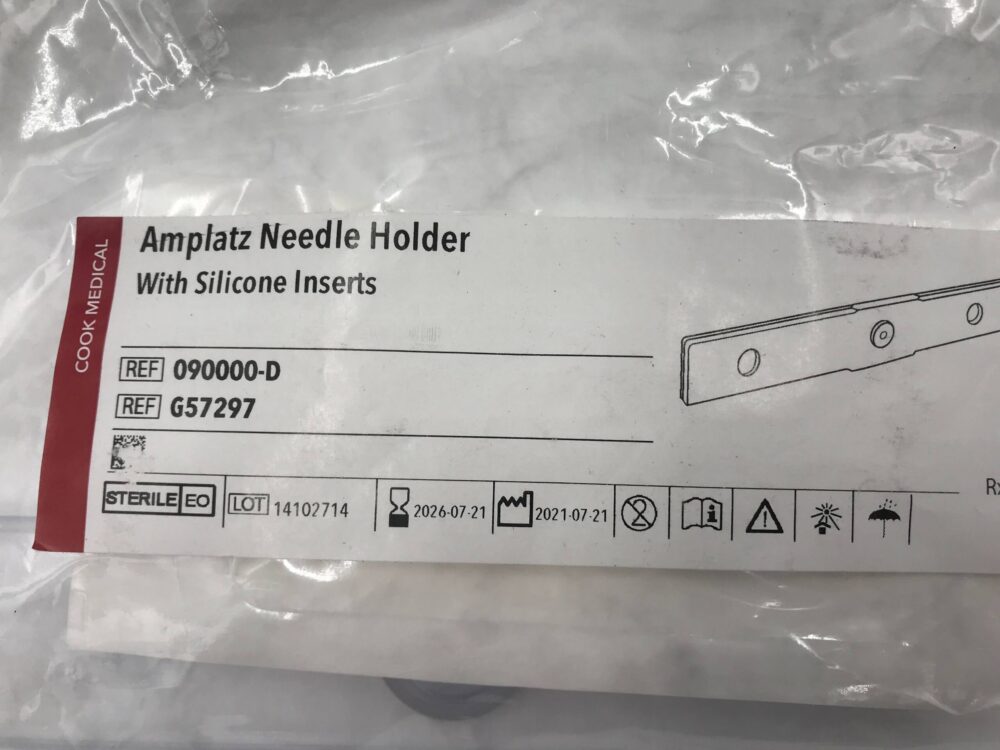 COOK MEDICAL
Amplatz Needle Holder
With Silicone Inserts
REF 090000-D
REF G57297
STERILE EO
LOT 14102714
2026-07-21
2021-07-21
2
i
Rx